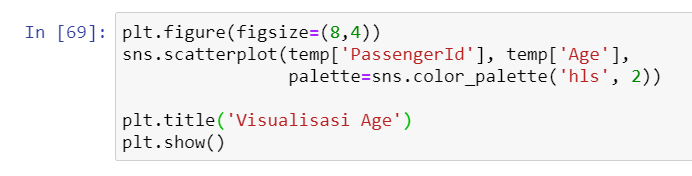 In [69]: plt.figure(figsize=(8,4))
sns.scatterplot(temp['PassengerId'], temp['Age'],
palette=sns.color_palette('hls', 2))
plt.title('Visualisasi Age')
plt.show()